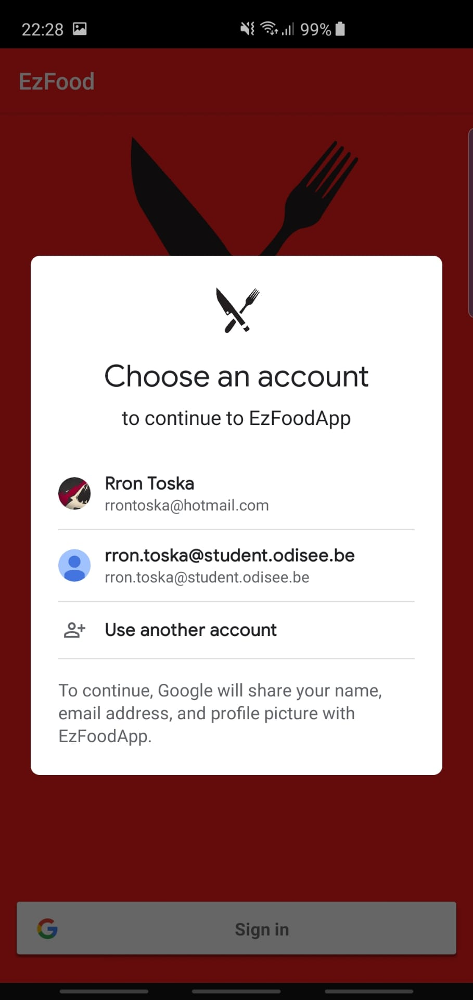 22:28
99%
EzFood
Choose an account
to continue to EzFoodApp
Rron Toska
rrontoska@hotmail.com
rron.toska@student.odisee.be
rron.toska@student.odisee.be
Use another account
To continue, Google will share your name,
email address, and profile picture with
EzFoodApp.
Sign in